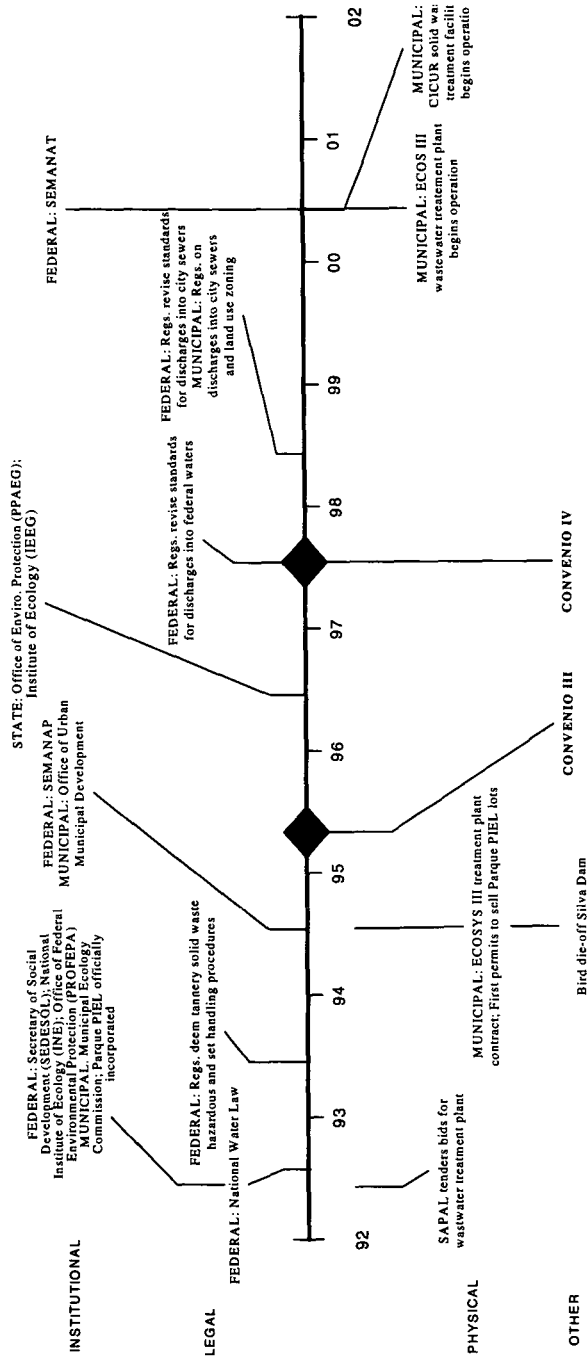 INSTITUTIONAL
FEDERAL: Secretary of Social
Development (SEDESOL); National
Institute of Ecology (INE); Office of Federal
Environmental Protection (PROFEPA)
MUNICIPAL. Municipal Ecology
Commission; Parque PIEL officially
incorporated
FEDERAL: SEMANAP
MUNICIPAL: Office of Urban
Municipal Development
STATE: Office of Enviro. Protection (PPAEG);
Institute of Ecology (IEEG)
FEDERAL: SEMANAT
LEGAL
FEDERAL: National Water Law
FEDERAL: Regs. deem tannery solid waste
hazardous and set handling procedures
FEDERAL: Regs. revise standards
for discharges into federal waters
FEDERAL: Regs. revise standards
for discharges into city sewers
MUNICIPAL: Regs. on
discharges into city sewers
and land use zoning
92
93
94
95
96
97
98
99
00
01
02
PHYSICAL
SAPAL tenders bids for
wastwater treatment plant
MUNICIPAL: ECOSYS III treatment plant
contract; First permits to sell Parque PIEL lots
MUNICIPAL: ECOS III
wastewater treatement plant
begins operation
MUNICIPAL:
CICUR solid
treatment
begins
OTHER
Bird die-off Silva Dam
CONVENIO III
CONVENIO IV